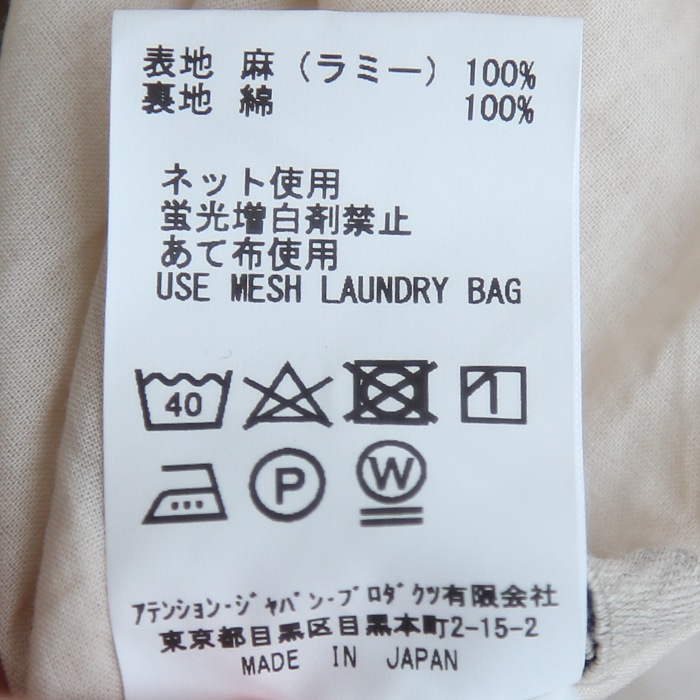 表地 麻（ラミー） 100%
裏地 綿 100%
ネット使用
蛍光増白剤禁止
あて布使用
USE MESH LAUNDRY BAG
40
P
W
ｱﾃﾝｼｮﾝ･ｼﾞｬﾊﾟﾝ･ﾌﾟﾛﾀﾞｸﾂ有限会社
東京都目黒区目黒本町2-15-2
MADE IN JAPAN